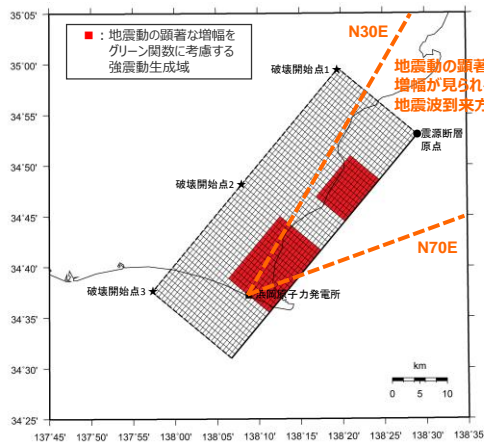 ■ : 地震動の顕著な増幅を
グリーン関数に考慮する
強震動生成域
N30E
地震動の顕著
増幅が見られ
地震波到来方
破壊開始点1
震源断層
原点
破壊開始点2
N70E
破壊開始点3
浜岡原子力発電所
km
0 5 10
35°05'
35°00'
34°55'
34°50'
34°45'
34°40'
34°35'
34°30'
34°25'
137°45' 137°50' 137°55' 138°00' 138°05' 138°10' 138°15' 138°20' 138°25' 138°30' 138°35'